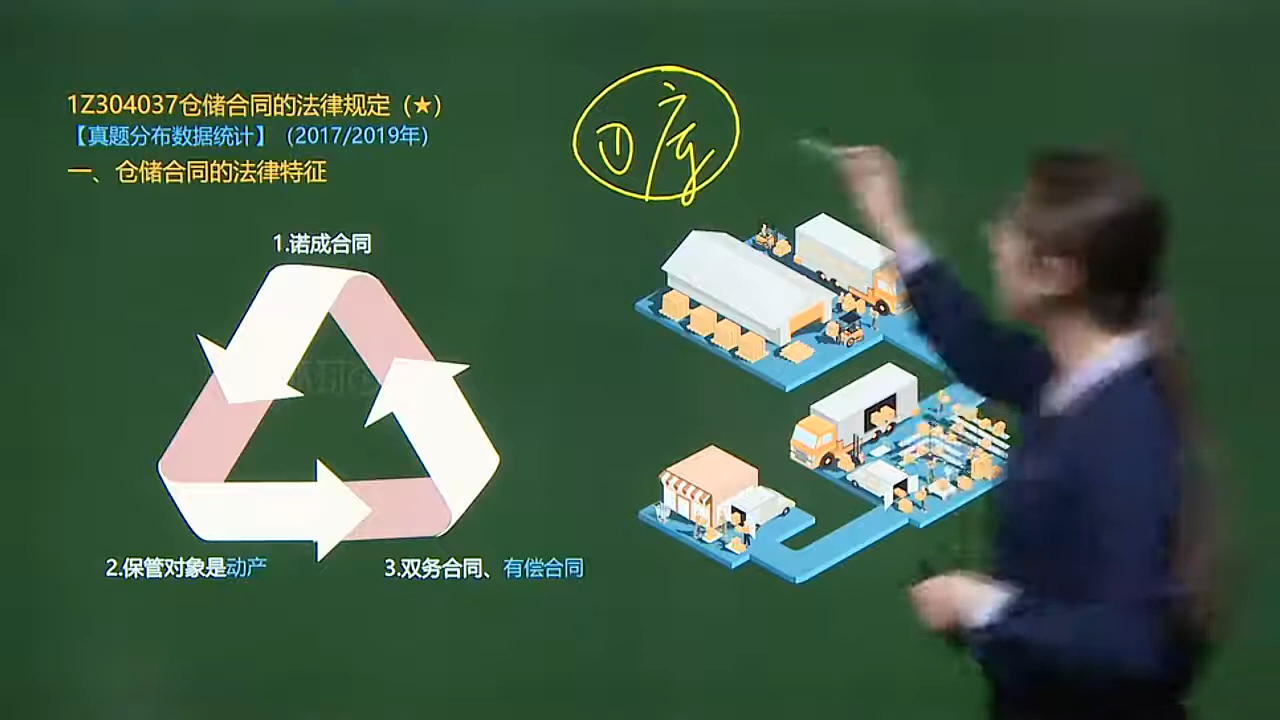 1Z304037仓储合同的法律规定（★）
【真题分布数据统计】（2017/2019年）
一、仓储合同的法律特征
①库
1.诺成合同
2.保管对象是动产
3.双务合同、有偿合同